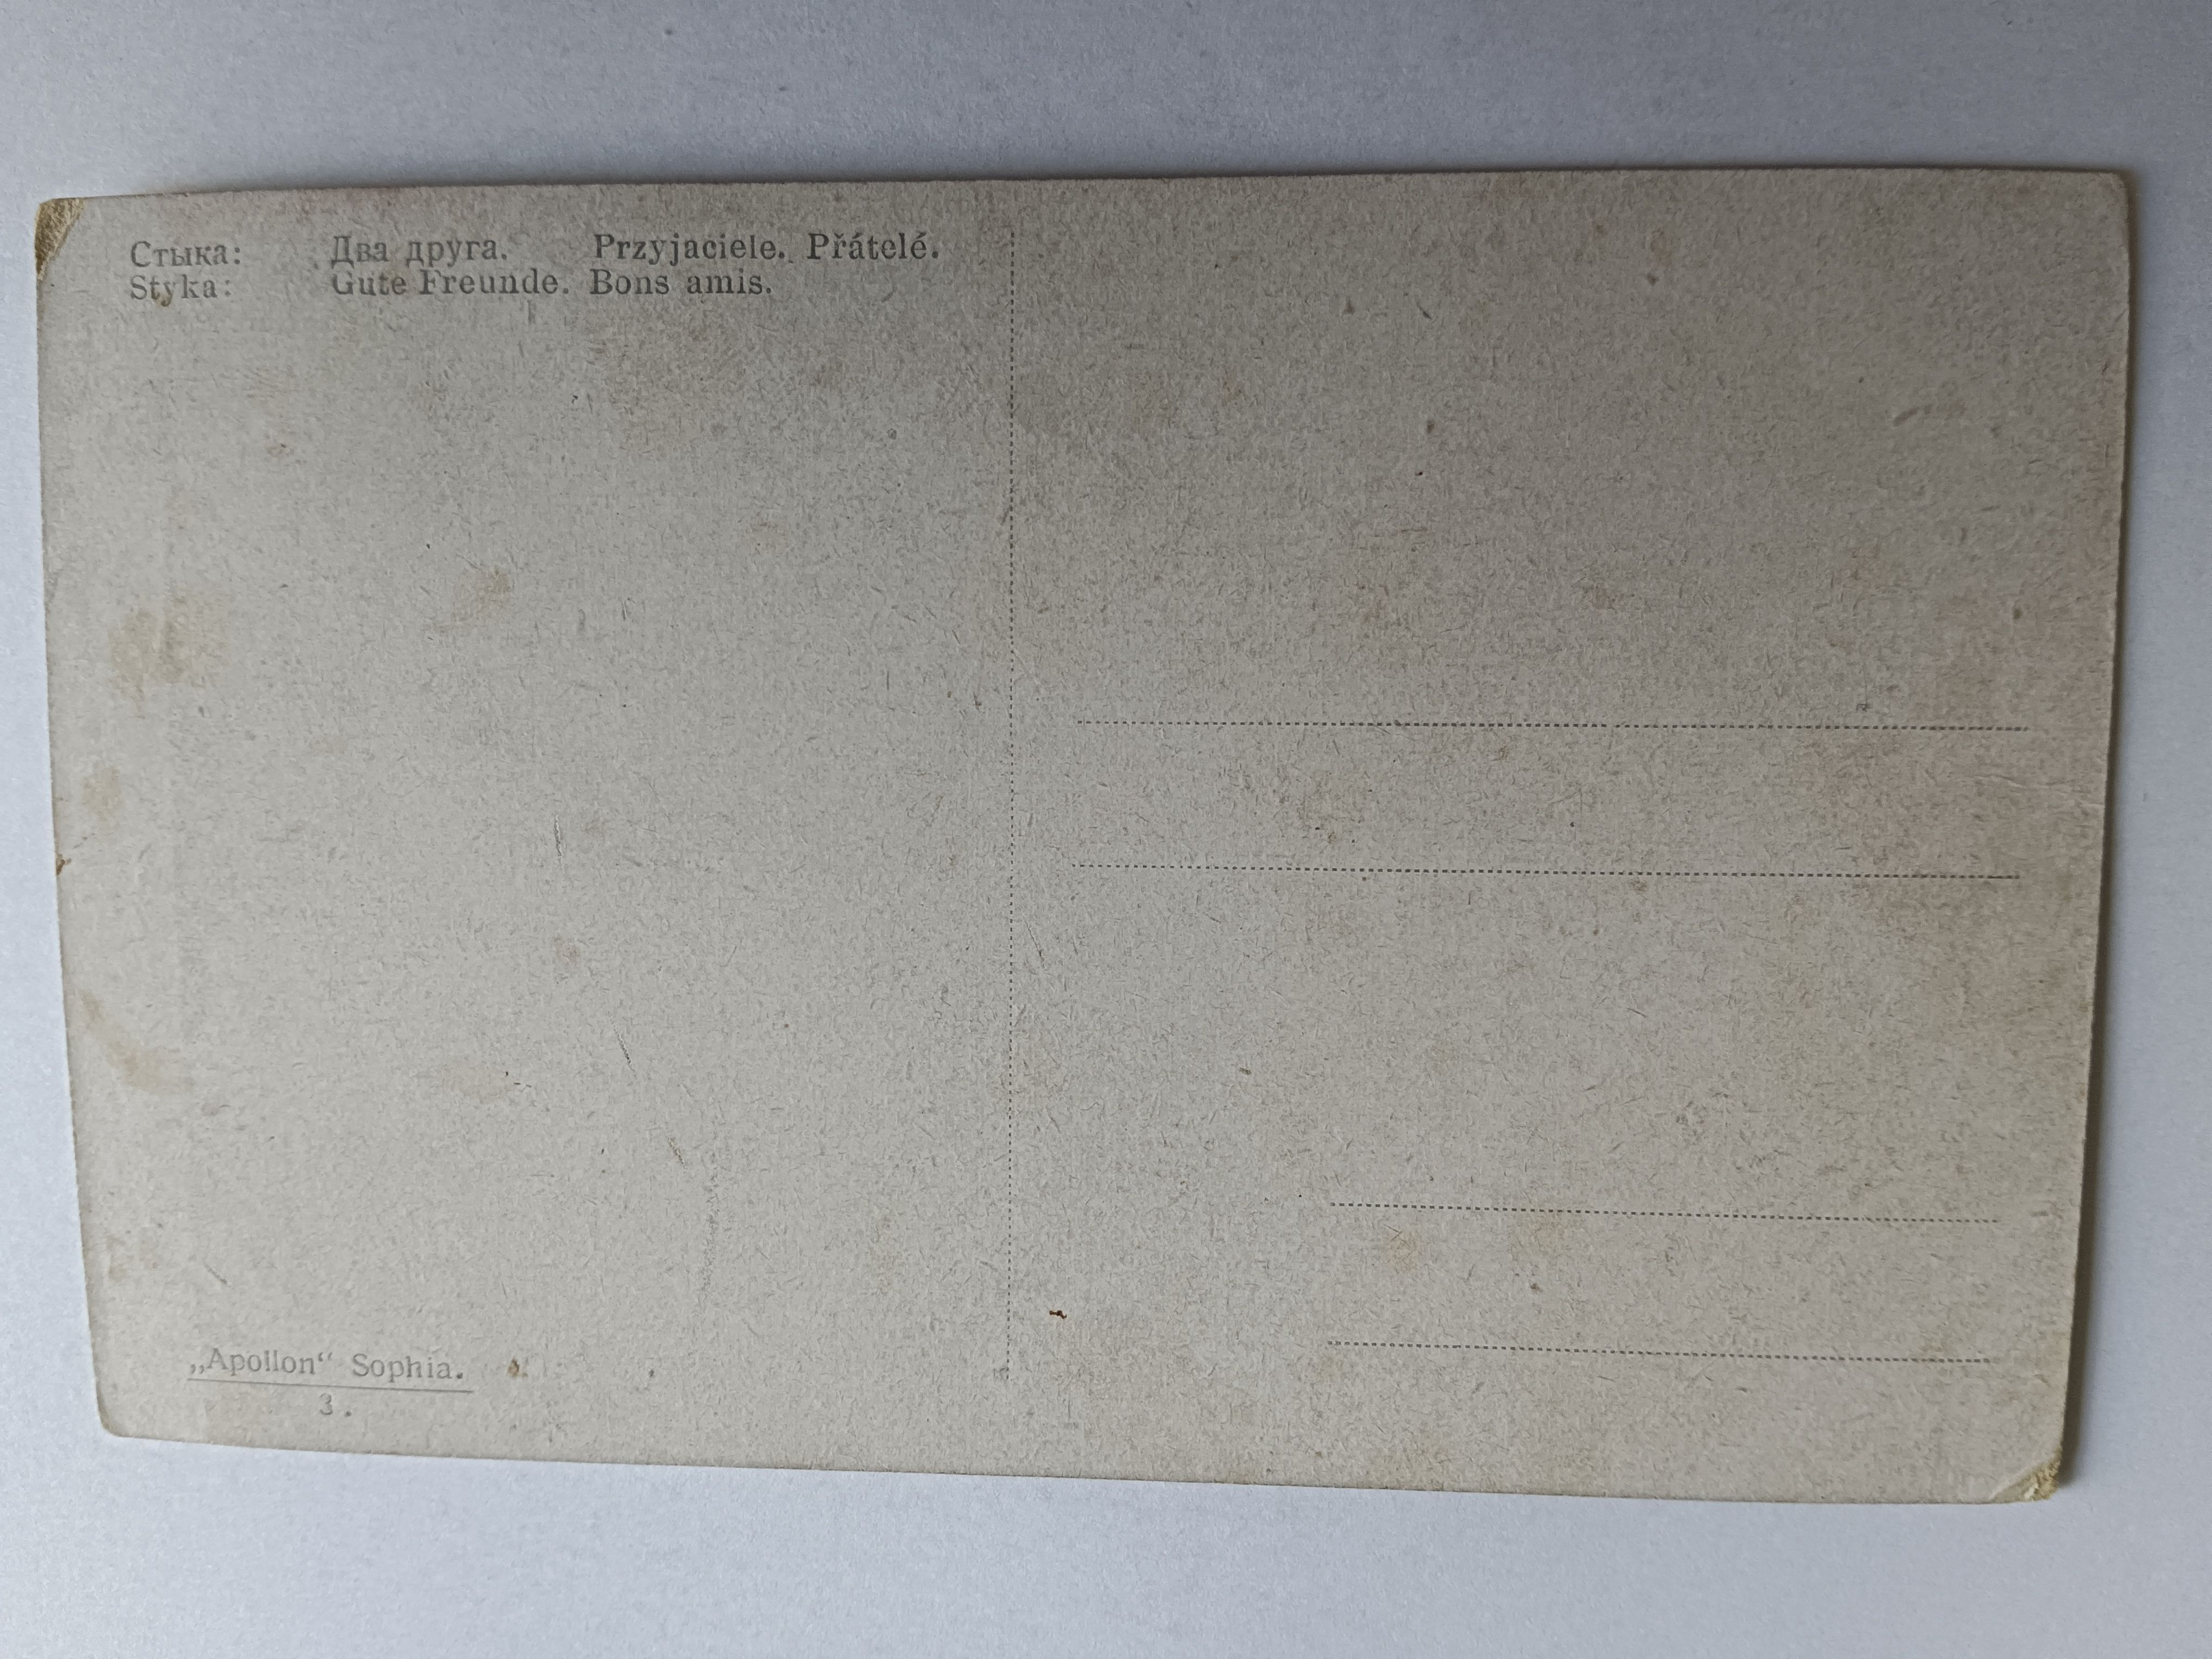 Стыка: Два друга. Przyjaciele. Přátelé.
Styka: Gute Freunde. Bons amis.
„Apollon“ Sophia.
3.